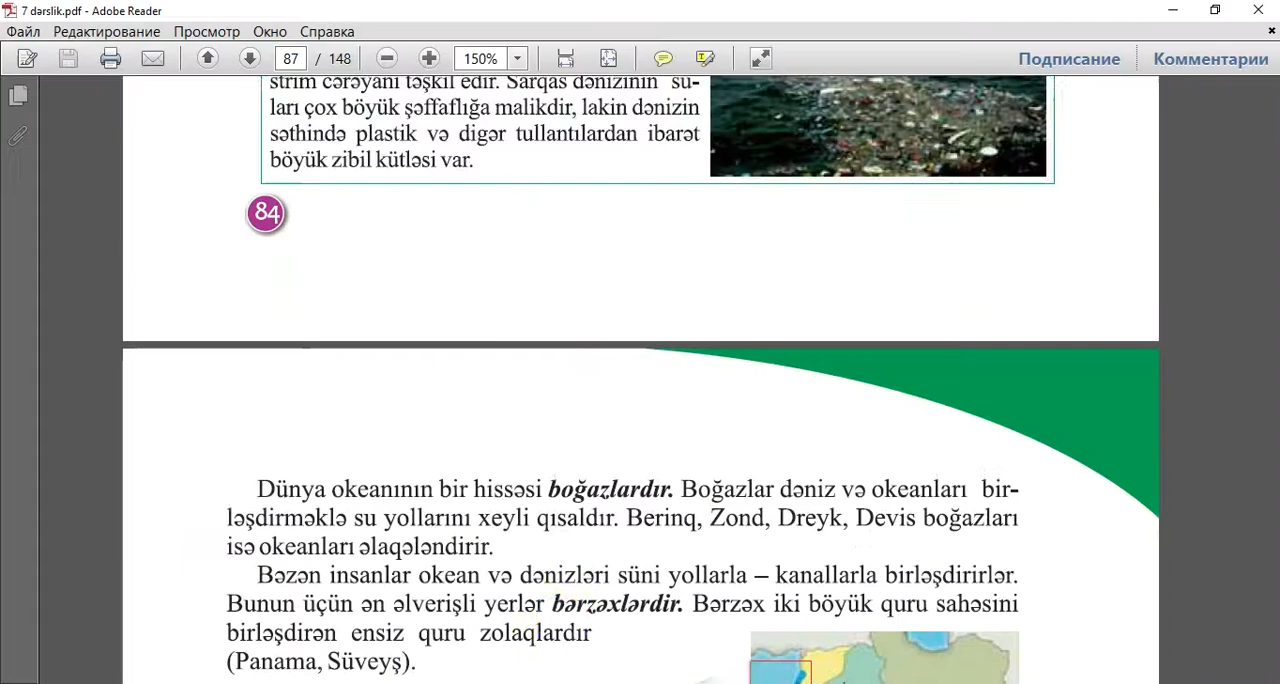 7 dərslik.pdf - Adobe Reader
Файл Редактирование Просмотр Окно Справка
87 / 148 150% Подписание Комментарии
strim cərəyanı təşkil edir. Sarqas dənizinin su-
ları çox böyük şəffaflığa malikdir, lakin dənizin
səthində plastik və digər tullantılardan ibarət
böyük zibil kütləsi var.
84
Dünya okeanının bir hissəsi boğazlardır. Boğazlar dəniz və okeanları bir-
ləşdirməklə su yollarını xeyli qısaldır. Berinq, Zond, Dreyk, Devis boğazları
isə okeanları əlaqələndirir.
Bəzən insanlar okean və dənizləri süni yollarla – kanallarla birləşdirirlər.
Bunun üçün ən əlverişli yerlər bərzəxlərdir. Bərzəx iki böyük quru sahəsini
birləşdirən ensiz quru zolaqlardır
(Panama, Süveyş).